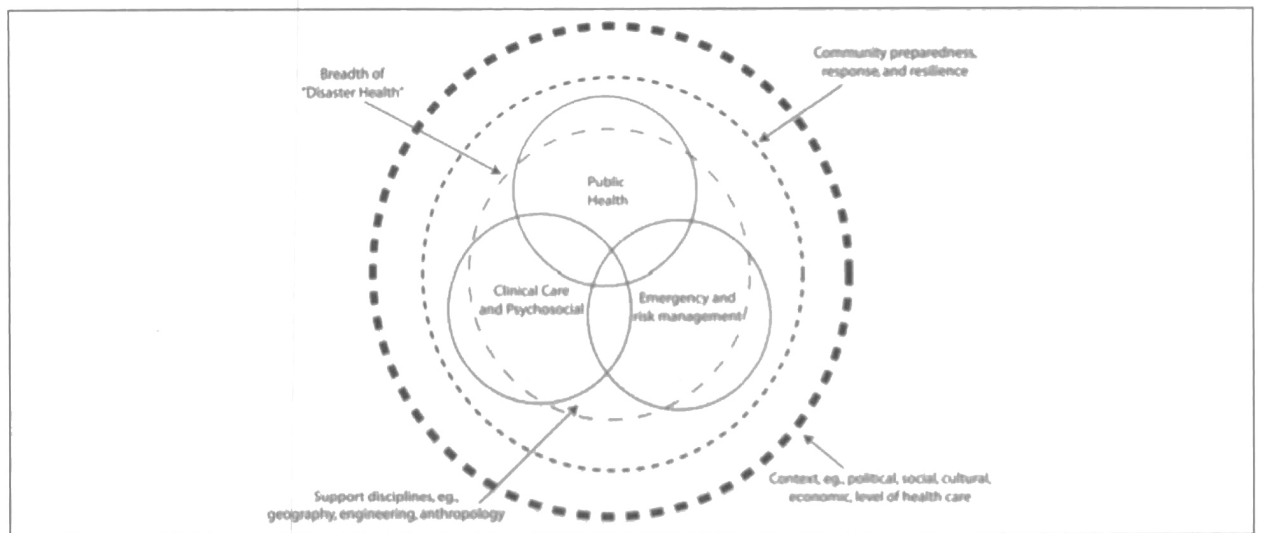 Breadth of
"Disaster Health"
Community preparedness,
response, and resilience
Public
Health
Clinical Care
and Psychosocial
Emergency and
risk management
Support disciplines, eg.,
geography, engineering, anthropology
Context, eg., political, social, cultural,
economic, level of health care